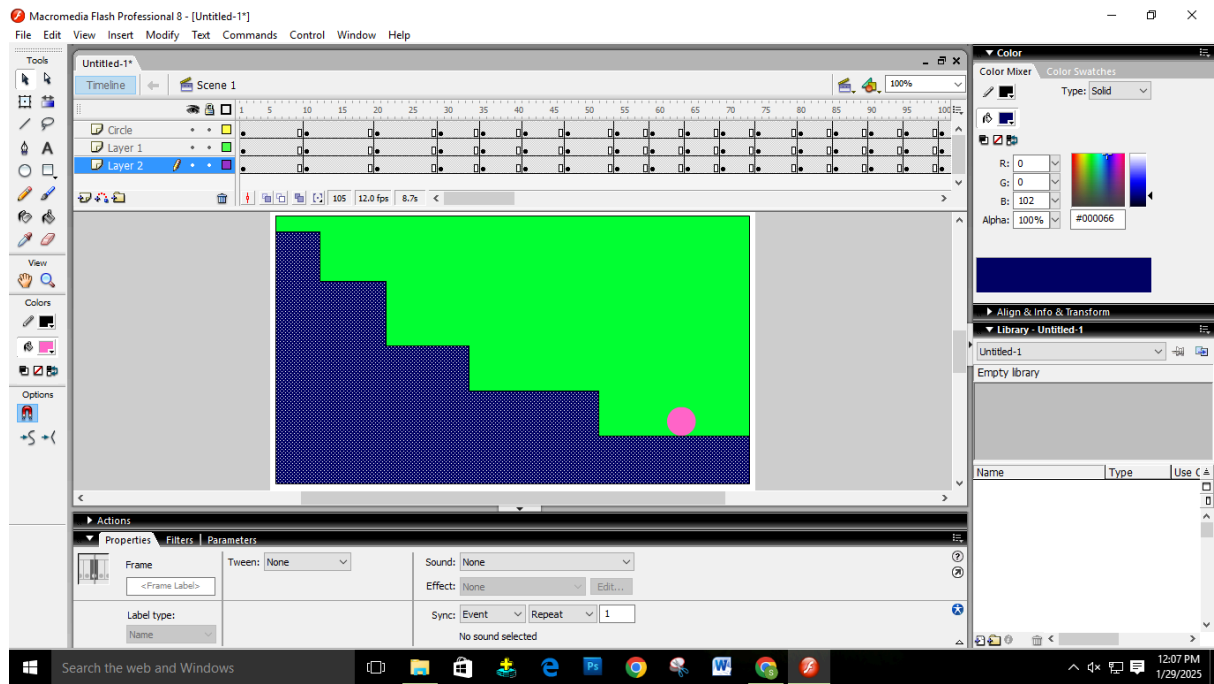 Macromedia Flash Professional 8 - [Untitled-1*]
File Edit View Insert Modify Text Commands Control Window Help
Tools
View
Colors
Options
Untitled-1*
Timeline
Scene 1
100%
1 5 10 15 20 25 30 35 40 45 50 55 60 65 70 75 80 85 90 95 100
Circle
Layer 1
Layer 2
105 12.0 fps 8.7s
Actions
Properties Filters Parameters
Frame
<Frame Label>
Label type:
Name
Tween: None
Sound: None
Effect: None Edit...
Sync: Event Repeat 1
No sound selected
Color
Color Mixer Color Swatches
Type: Solid
R: 0
G: 0
B: 102
Alpha: 100% #000066
Align & Info & Transform
Library - Untitled-1
Untitled-1
Empty library
Name Type Use C
Search the web and Windows
Ps
W
12:07 PM
1/29/2025